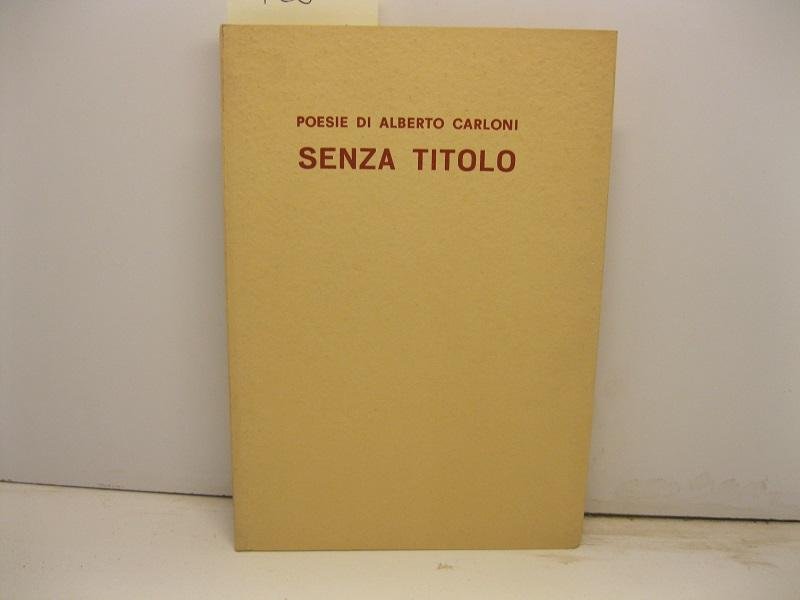 POESIE DI ALBERTO CARLONI
SENZA TITOLO